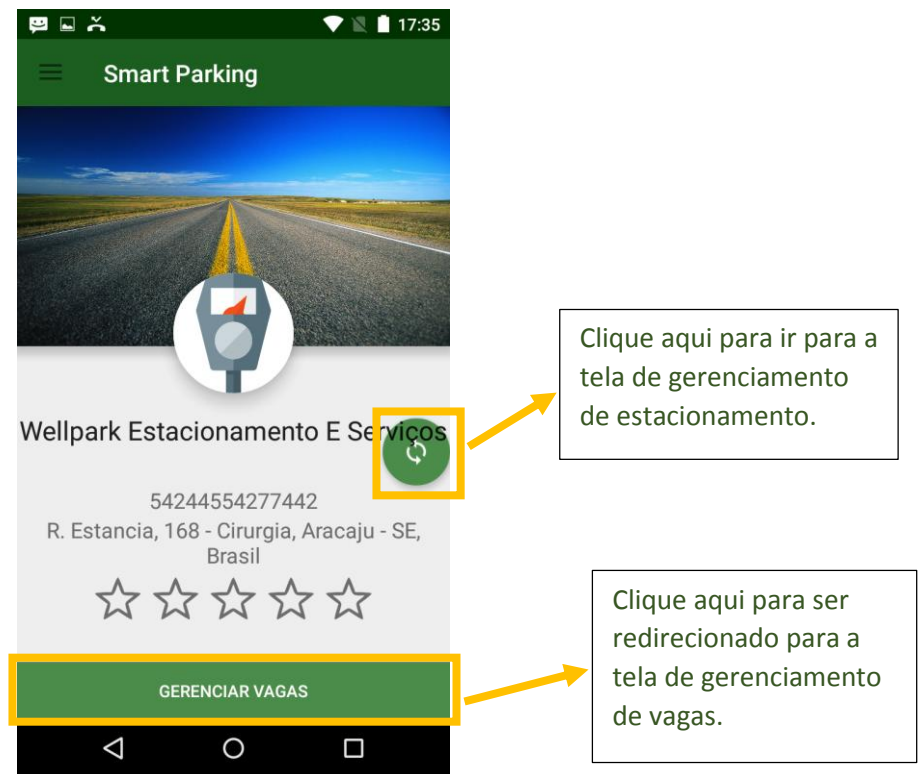 17:35
Smart Parking
Clique aqui para ir para a
tela de gerenciamento
de estacionamento.
Wellpark Estacionamento E Serviços
54244554277442
R. Estancia, 168 - Cirurgia, Aracaju - SE,
Brasil
Clique aqui para ser
redirecionado para a
tela de gerenciamento
de vagas.
GERENCIAR VAGAS